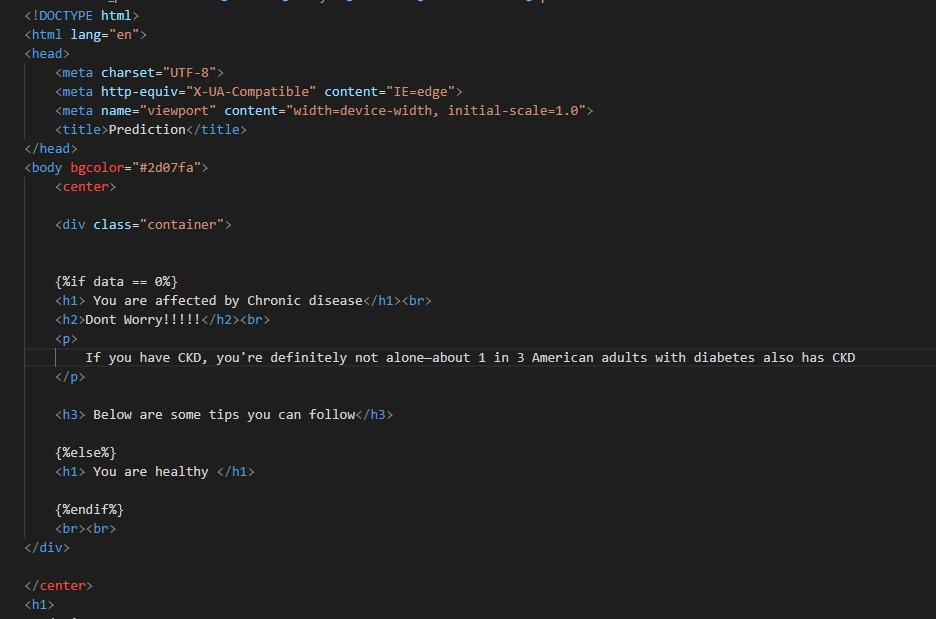 <!DOCTYPE html>
<html lang="en">
<head>
<meta charset="UTF-8">
<meta http-equiv="X-UA-Compatible" content="IE=edge">
<meta name="viewport" content="width=device-width, initial-scale=1.0">
<title>Prediction</title>
</head>
<body bgcolor="#2d07fa">
<center>
<div class="container">
{%if data == 0%}
<h1> You are affected by Chronic disease</h1><br>
<h2>Dont Worry!!!!!</h2><br>
<p>
If you have CKD, you're definitely not alone—about 1 in 3 American adults with diabetes also has CKD
</p>
<h3> Below are some tips you can follow</h3>
{%else%}
<h1> You are healthy </h1>
{%endif%}
<br><br>
</div>
</center>
<h1>